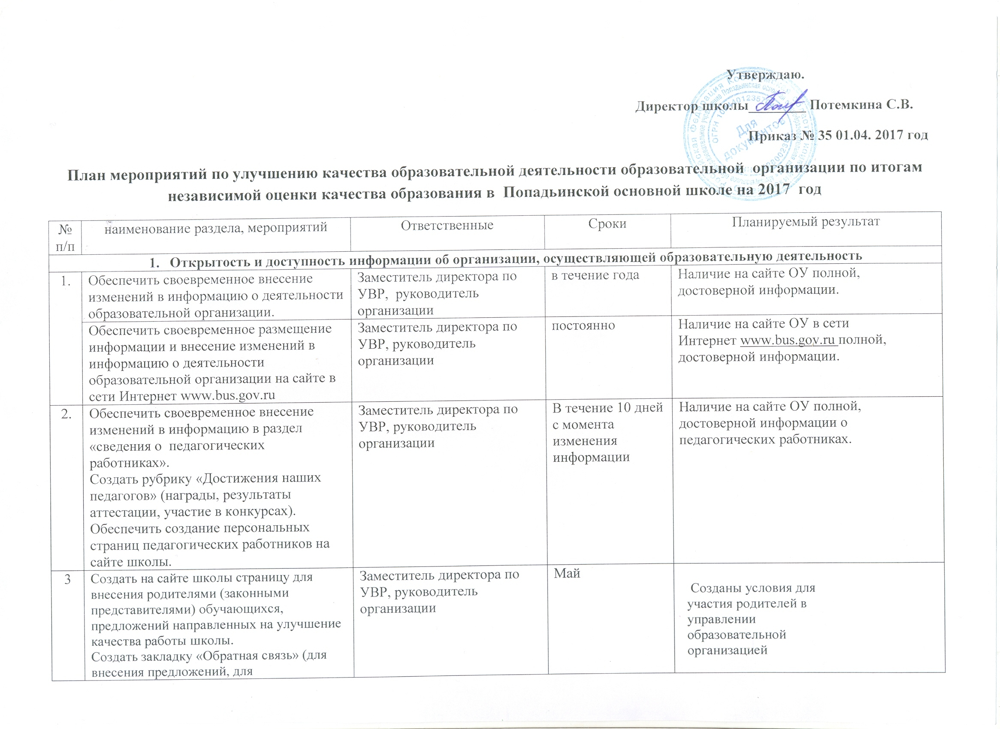 Утверждаю.
Директор школы________ Потемкина С.В.
Приказ № 35 01.04. 2017 год
Для
документов
План мероприятий по улучшению качества образовательной деятельности образовательной организации по итогам
независимой оценки качества образования в Попадьинской основной школе на 2017 год
№
п/п
наименование раздела, мероприятий
Ответственные
Сроки
Планируемый результат
1. Открытость и доступность информации об организации, осуществляющей образовательную деятельность
1.
Обеспечить своевременное внесение
изменений в информацию о деятельности
образовательной организации.
Заместитель директора по
УВР, руководитель
организации
в течение года
Наличие на сайте ОУ полной,
достоверной информации.
Обеспечить своевременное размещение
информации и внесение изменений в
информацию о деятельности
образовательной организации на сайте в
сети Интернет www.bus.gov.ru
Заместитель директора по
УВР, руководитель
организации
постоянно
Наличие на сайте ОУ в сети
Интернет www.bus.gov.ru полной,
достоверной информации.
2.
Обеспечить своевременное внесение
изменений в информацию в раздел
«сведения о педагогических
работниках».
Создать рубрику «Достижения наших
педагогов» (награды, результаты
аттестации, участие в конкурсах).
Обеспечить создание персональных
страниц педагогических работников на
сайте школы.
Заместитель директора по
УВР, руководитель
организации
В течение 10 дней
с момента
изменения
информации
Наличие на сайте ОУ полной,
достоверной информации о
педагогических работниках.
3
Создать на сайте школы страницу для
внесения родителями (законными
представителями) обучающихся,
предложений направленных на улучшение
качества работы школы.
Создать закладку «Обратная связь» (для
внесения предложений, для
Заместитель директора по
УВР, руководитель
организации
Май
Созданы условия для
участия родителей в
управлении
образовательной
организацией